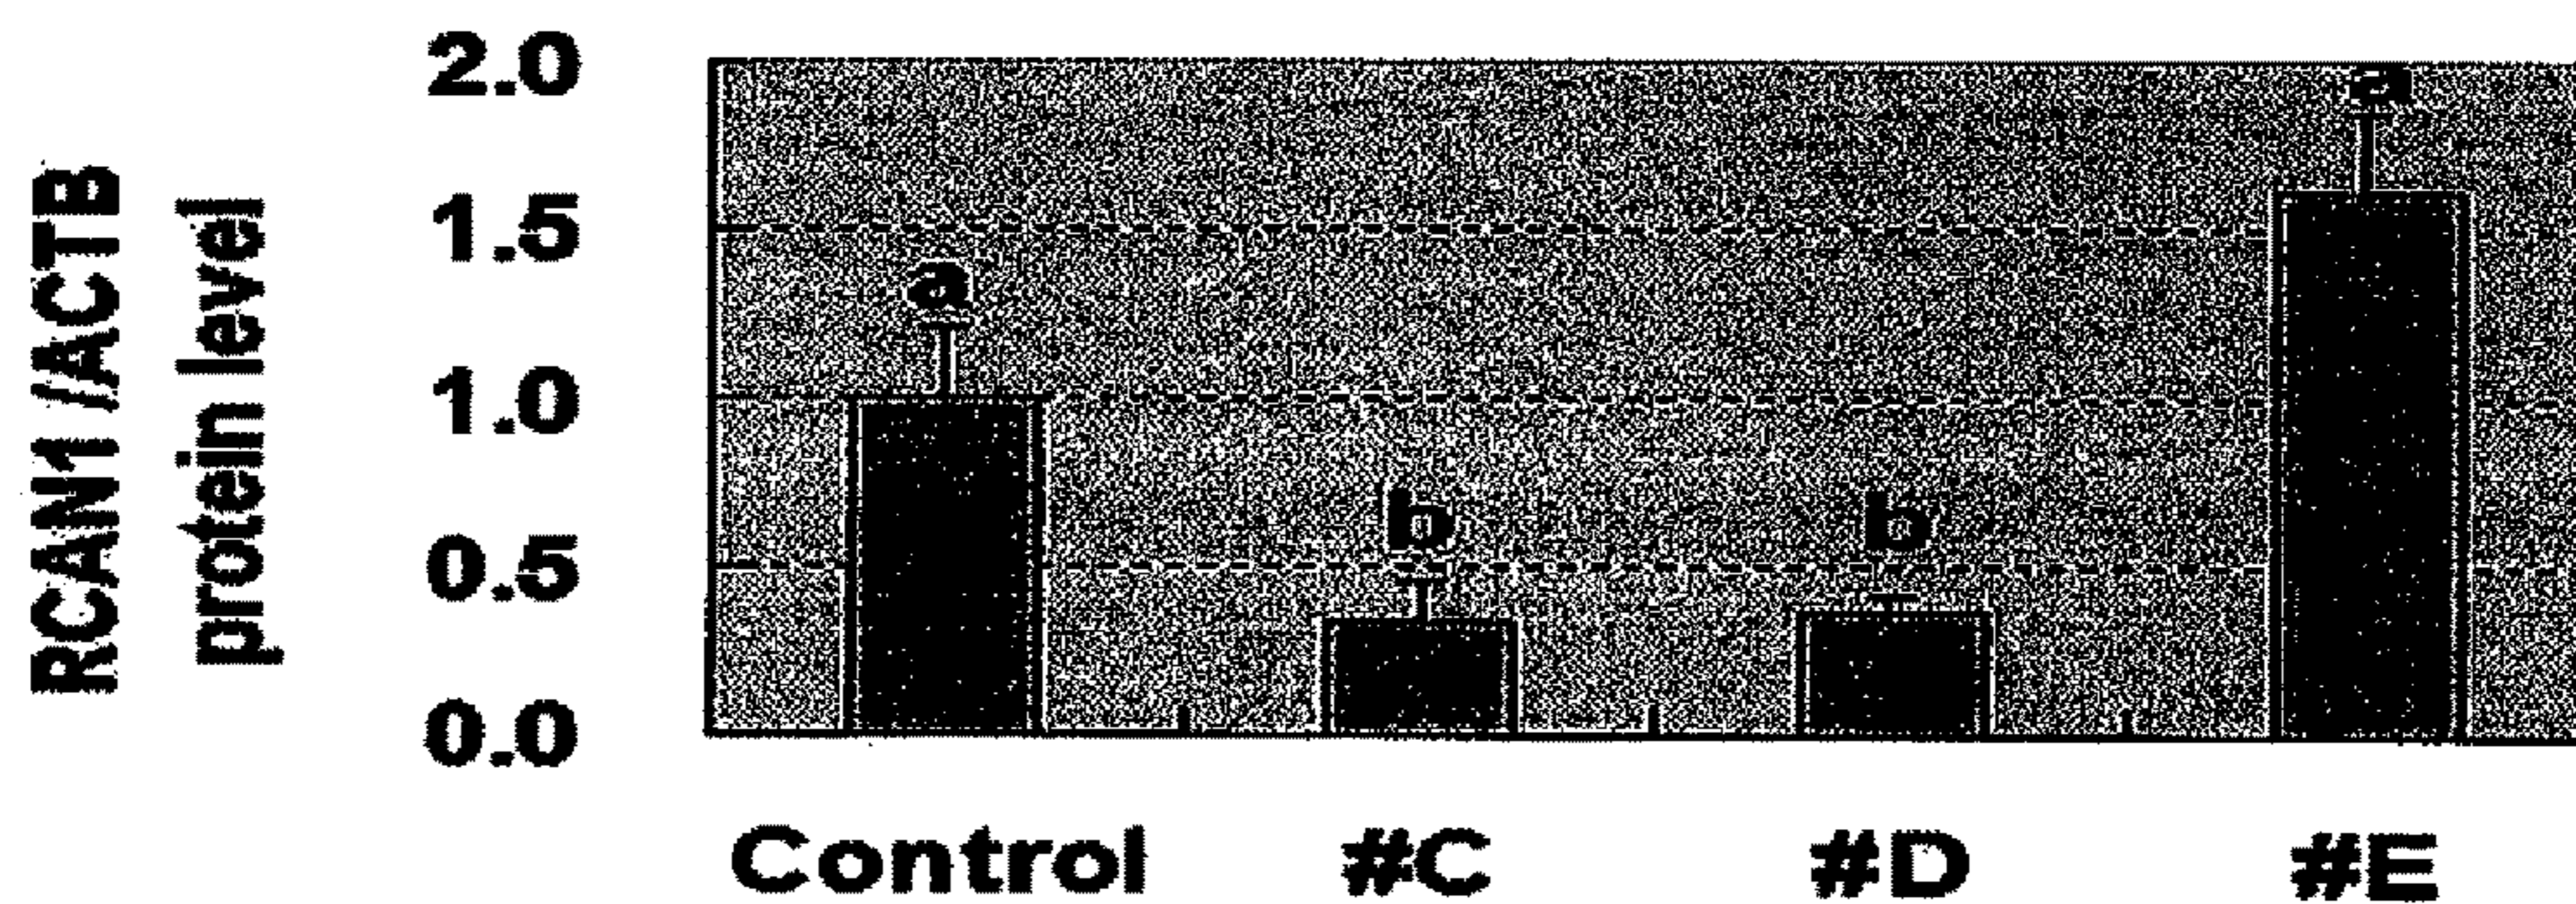 RCAN1 /ACTB
protein level
2.0
1.5
1.0
0.5
0.0
a
b
b
a
Control #C #D #E